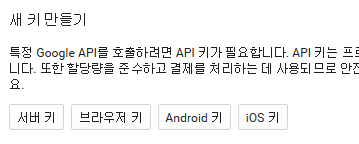 새 키 만들기
특정 Google API를 호출하려면 API 키가 필요합니다. API 키는 프로
니다. 또한 할당량을 준수하고 결제를 처리하는 데 사용되므로 안전
요.
서버 키 브라우저 키 Android 키 iOS 키